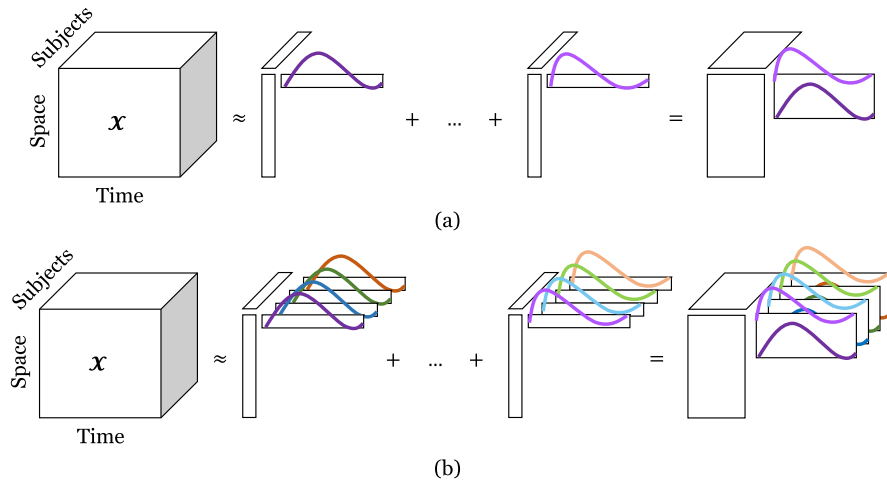 Subjects
Space
x
Time
≈ + ... + =
(a)
Subjects
Space
x
Time
≈ + ... + =
(b)